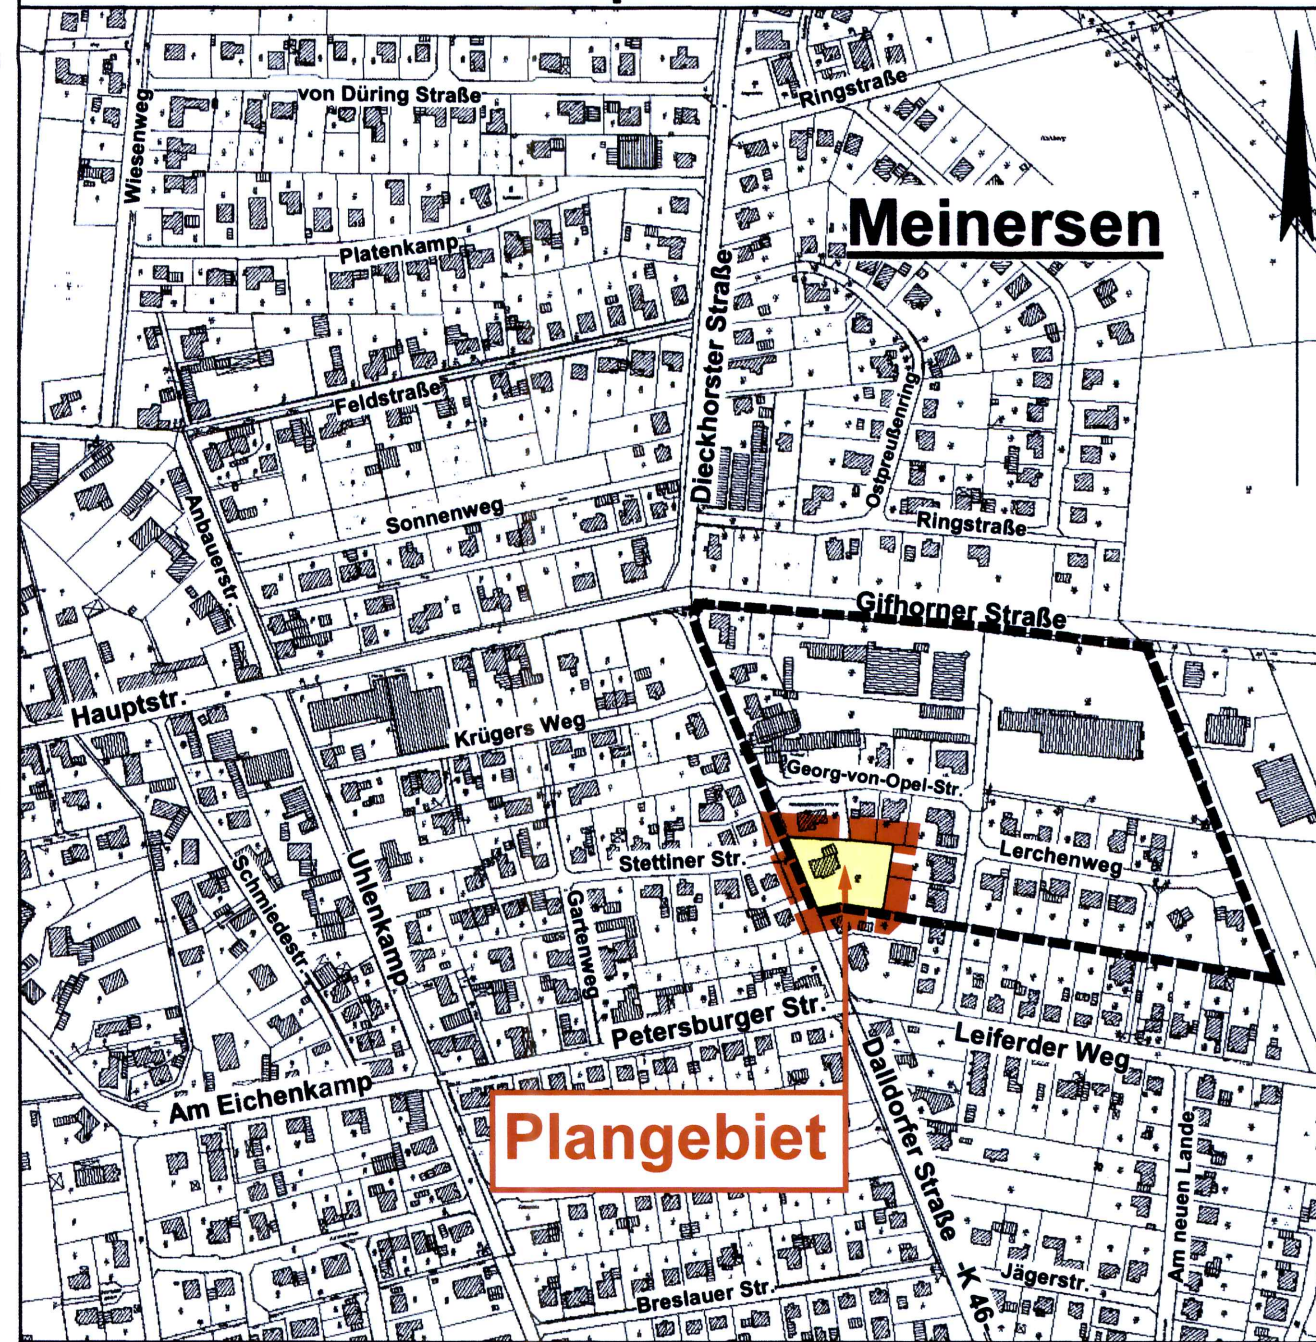 Ringstraße
von Düring Straße
Wiesenweg
Meinersen
Platenkamp
Dieckhorster Straße
Feldstraße
Ostpreußenring
Anbauerstr.
Sonnenweg
Ringstraße
Gifhorner Straße
Hauptstr.
Krügers Weg
Georg-von-Opel-Str.
Lerchenweg
Stettiner Str.
Uhlenkamp
Schmiedestr.
Gartenweg
Petersburger Str.
Leiferder Weg
Am Eichenkamp
Dalldorfer Straße
-K 46-
Plangebiet
Am neuen Lande
Jägerstr.
Breslauer Str.